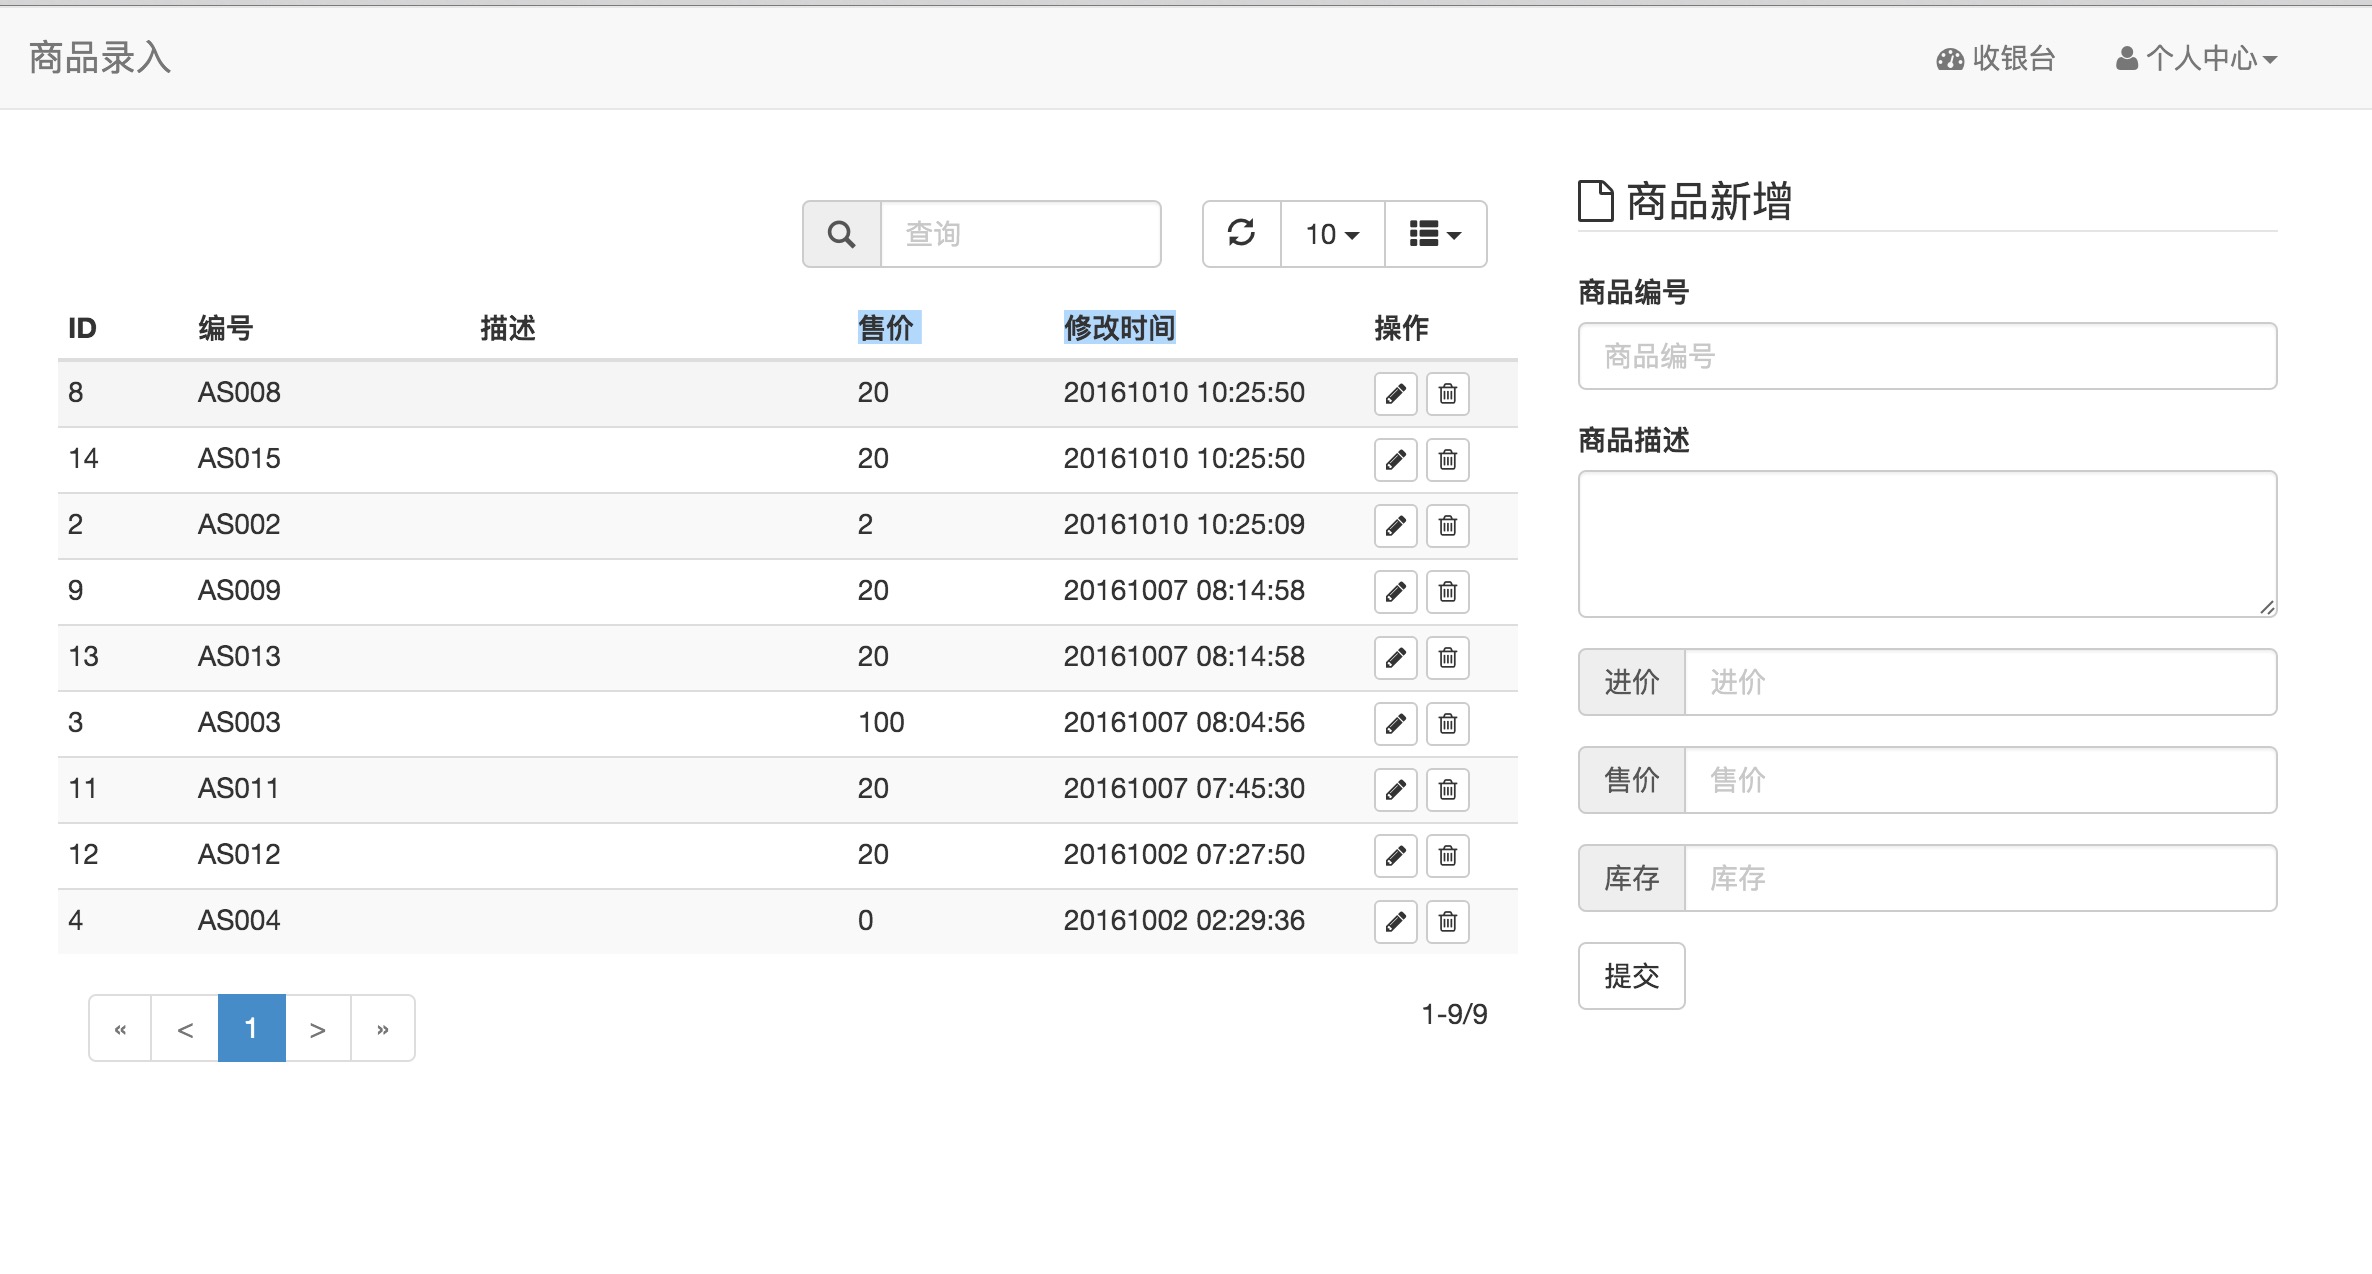 商品录入
收银台 个人中心
查询 10
ID 编号 描述 售价 修改时间 操作
8 AS008 20 20161010 10:25:50
14 AS015 20 20161010 10:25:50
2 AS002 2 20161010 10:25:09
9 AS009 20 20161007 08:14:58
13 AS013 20 20161007 08:14:58
3 AS003 100 20161007 08:04:56
11 AS011 20 20161007 07:45:30
12 AS012 20 20161002 07:27:50
4 AS004 0 20161002 02:29:36
« < 1 > »
1-9/9
商品新增
商品编号
商品编号
商品描述
进价 进价
售价 售价
库存 库存
提交